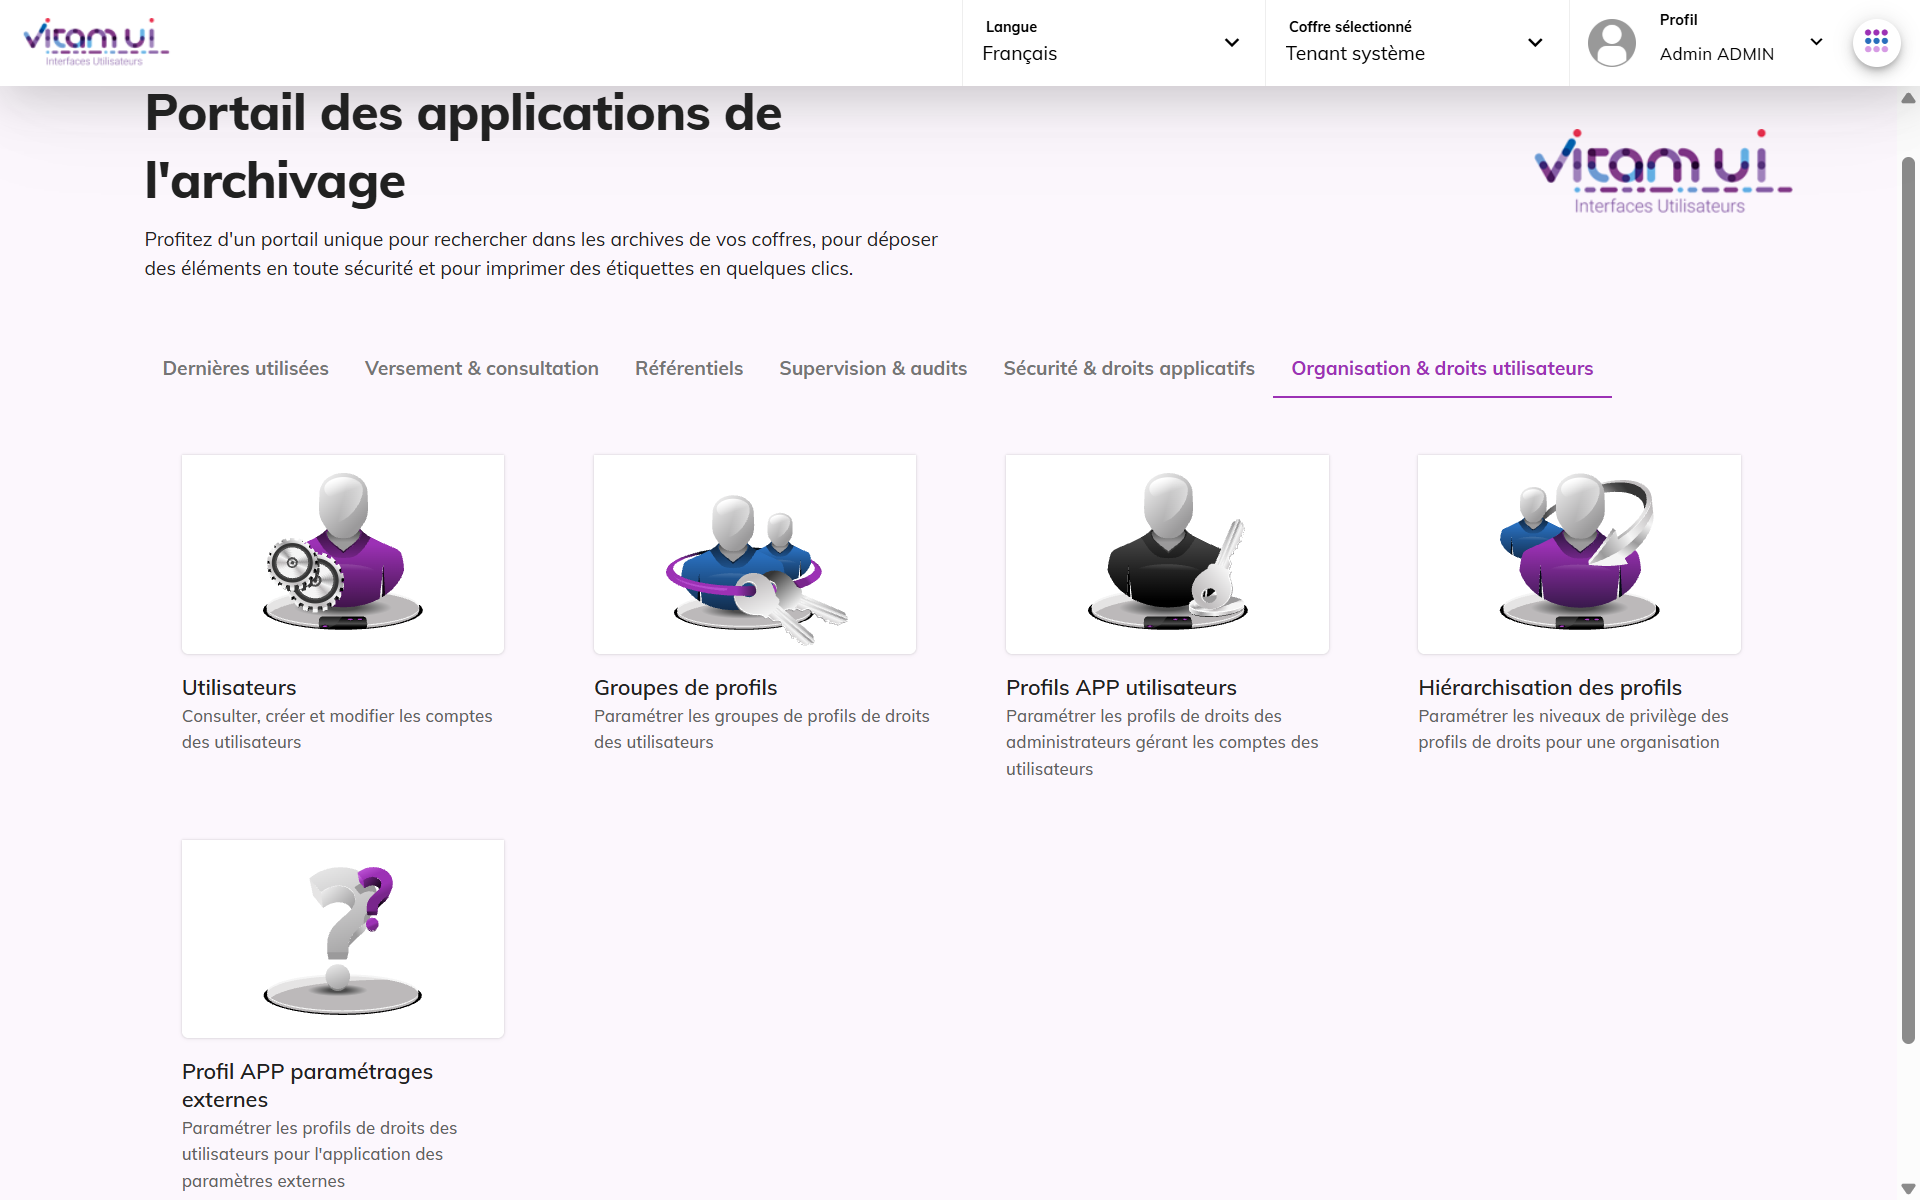 vitam ui
Interfaces Utilisateurs
Langue
Français
Coffre sélectionné
Tenant système
Profil
Admin ADMIN
Portail des applications de
l'archivage
vitam ui
Interfaces Utilisateurs
Profitez d'un portail unique pour rechercher dans les archives de vos coffres, pour déposer
des éléments en toute sécurité et pour imprimer des étiquettes en quelques clics.
Dernières utilisées
Versement & consultation
Référentiels
Supervision & audits
Sécurité & droits applicatifs
Organisation & droits utilisateurs
Utilisateurs
Consulter, créer et modifier les comptes
des utilisateurs
Groupes de profils
Paramétrer les groupes de profils de droits
des utilisateurs
Profils APP utilisateurs
Paramétrer les profils de droits des
administrateurs gérant les comptes des
utilisateurs
Hiérarchisation des profils
Paramétrer les niveaux de privilège des
profils de droits pour une organisation
Profil APP paramétrages
externes
Paramétrer les profils de droits des
utilisateurs pour l'application des
paramètres externes